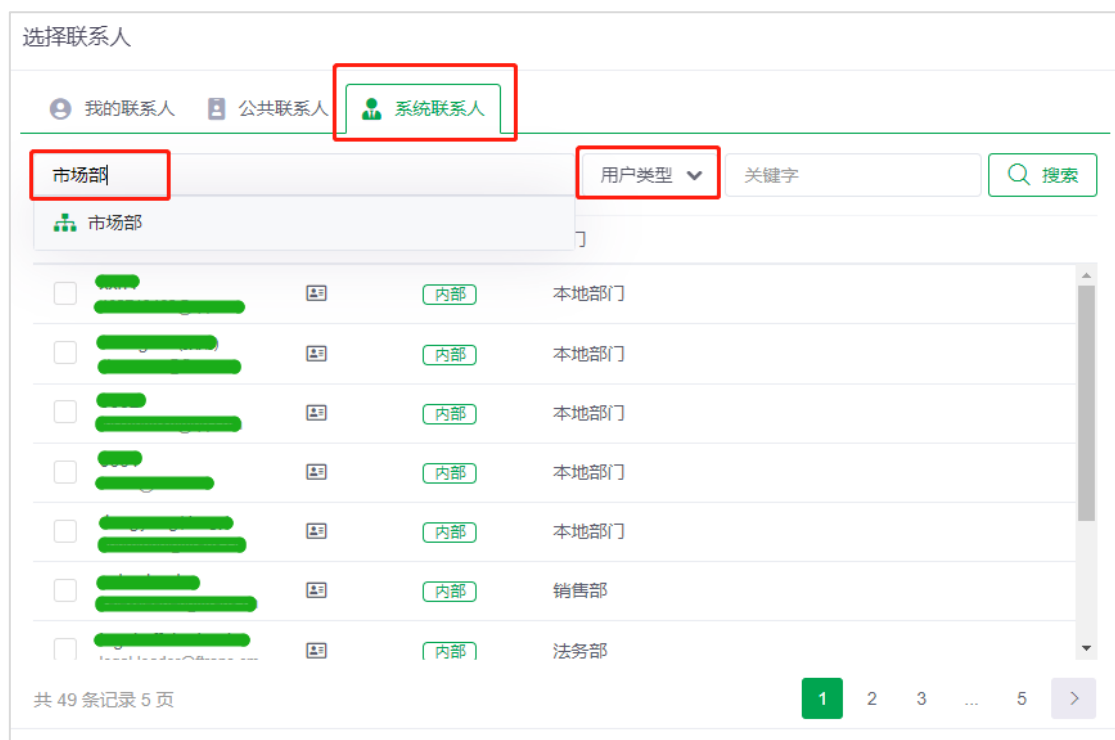 选择联系人
我的联系人 公共联系人 系统联系人
市场部 用户类型 关键字 搜索
市场部
门
内部 本地部门
内部 本地部门
内部 本地部门
内部 本地部门
内部 本地部门
内部 销售部
内部 法务部
共 49 条记录 5 页 1 2 3 ... 5 >